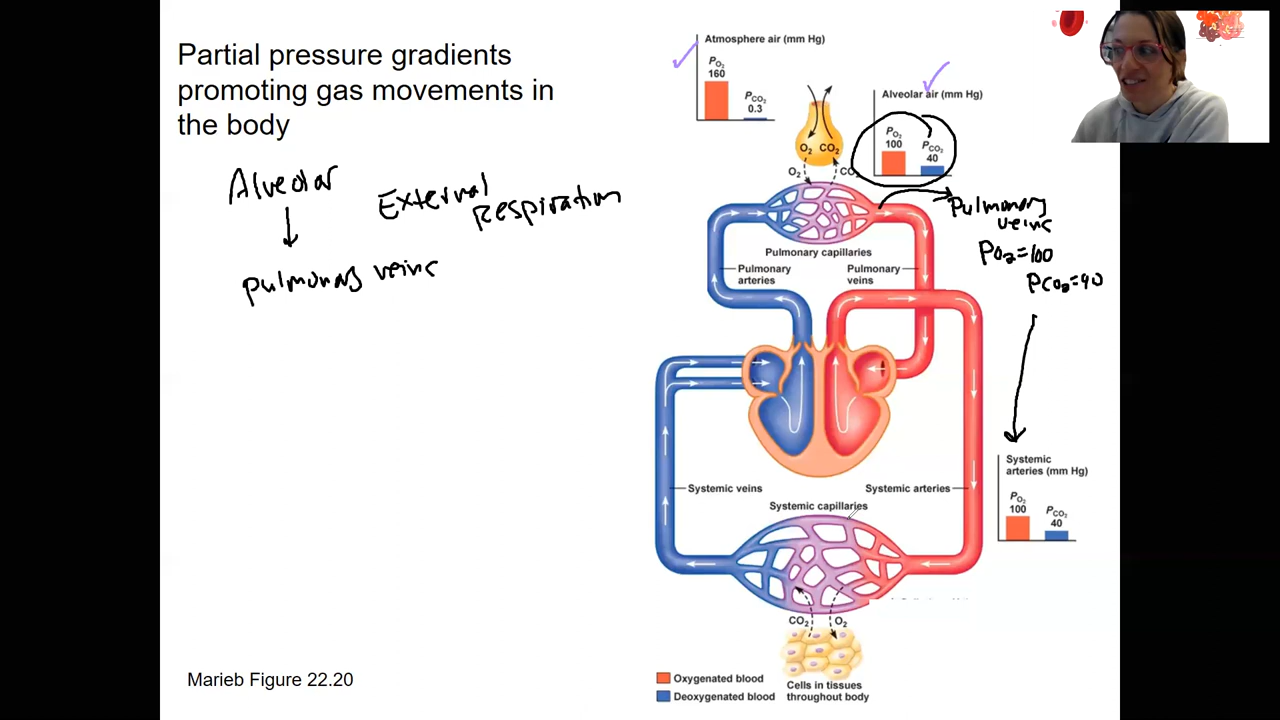 Partial pressure gradients
promoting gas movements in
the body
Alveolar
External
Respiration
pulmonary veins
Atmosphere air (mm Hg)
PO2
160
PCO2
0.3
Alveolar air (mm Hg)
PO2
100
PCO2
40
O2 CO2
O2
CO2
Pulmonary
veins
PO2=100
PCO2=40
Pulmonary capillaries
Pulmonary
arteries
Pulmonary
veins
Systemic
arteries (mm Hg)
PO2
100
PCO2
40
Systemic veins
Systemic arteries
Systemic capillaries
CO2
O2
Marieb Figure 22.20
Oxygenated blood
Deoxygenated blood
Cells in tissues
throughout body